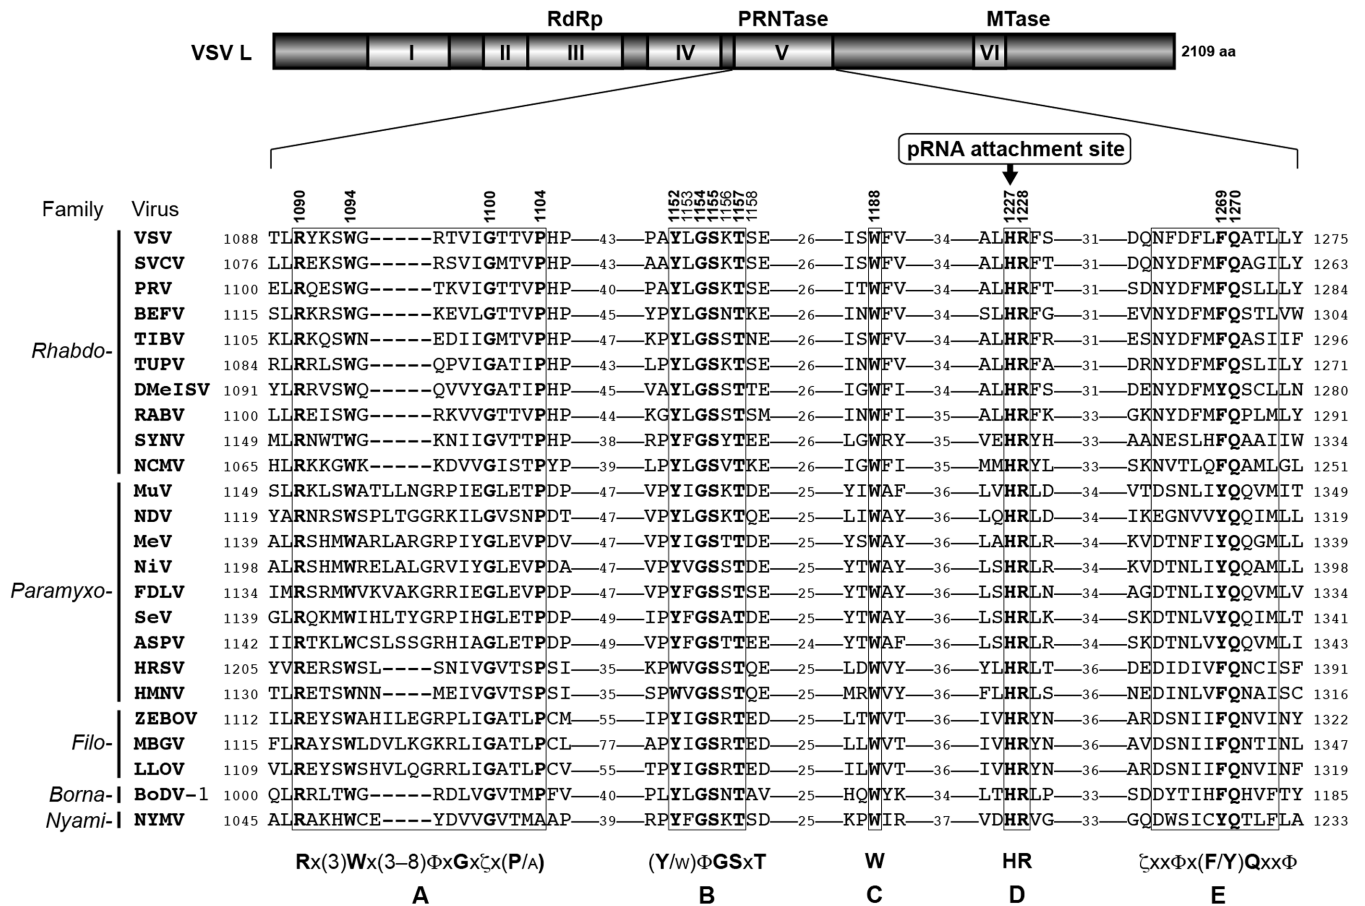 RdRp PRNTase MTase
VSV L I II III IV V VI 2109 aa
pRNA attachment site
Family Virus 1090 1094 1100 1104 1152 1153 1154 1155 1156 1157 1158 1188 1227 1228 1269 1270
VSV 1088 TLRYKSWG-----RTVIGTTVPHP 43 PAYLGSKTSE 26 ISWFV 34 ALHRFS 31 DQNFDFLFQATLLY 1275
SVCV 1076 LLREKSWG-----RSVIGMTVPHP 43 AAYLGSKTSE 26 ISWFV 34 ALHRFT 31 DQNYDFMFQAGILY 1263
PRV 1100 ELRQESWG-----TKVIGVTVPHP 40 PAYLGSKTSE 26 ITWFV 34 ALHRFT 31 SDNYDFMFQSLLLY 1284
BEFV 1115 SLRKRSWG-----KEVLGTTVPHP 45 YPYLGSNTKE 26 INWFV 34 SLHRFG 31 EVNYDFMFQSTLVW 1304
TIBV 1105 KLRKQSWN-----EDIIGMTVPHP 47 KPYLGSSTNE 26 ISWFV 34 ALHRFR 31 ESNYDFMFQASIIF 1296
Rhabdo-
TUPV 1084 RLRLQSWG-----QPVIGATIPHP 43 LPYLGSKTSE 26 INWFV 34 ALHRFA 31 DRNYDFMFQSLILY 1271
DMeISV 1091 YLRRVSWQ-----QVVYGATIPHP 45 VAYLGSSTTE 26 IGWFI 34 ALHRFS 31 DENYDFMYQSCLLN 1280
RABV 1100 LLREISWG-----RKVVGTTVPHP 44 KGYLGSSTSM 26 INWFI 35 ALHRFK 33 GKNYDFMFQPLMLY 1291
SYNV 1149 MLRNWTWG-----KNIIGVTTPHP 38 RPYFGSYTEE 26 LGWRY 35 VEHRYH 33 AANESLHFQAAIIW 1334
NCMV 1065 HLRKKGWK-----KDVVGISTPYP 39 LPYLGSVTKE 26 IGWFI 35 MMHRYL 33 SKNVTLQFQAMLGL 1251
MuV 1149 SLRKLSWATLLNGRPIEGLETPDP 47 VPYIGSKTDE 25 YIWAF 36 LVHRLD 34 VTDSNLIYQQVMIT 1349
NDV 1119 YARNRSWSPLTGGRKILGVSNPDT 47 VPYLGSKTQE 25 LIWAY 36 LQHRLD 34 IKEGNVVYQQIMLL 1319
MeV 1139 ALRSHMWARLARGRPIYGLEVPDV 47 VPYIGSTTDE 25 MSWAY 36 LAHRLR 34 KVDTNFIYQQGMLL 1339
NiV 1198 ALRSHMWRELALGRVIYGLEVPDA 47 VPYVGSTTDE 25 YTWAY 36 LSHRLR 34 KVDTNLIYQQAMLL 1398
Paramyxo-
FDLV 1134 IMRSRMWVKVAKGRRIYGLEVPDP 47 VPYFGSSTDE 25 YTWAY 36 LSHRLN 34 AGDTNLIYQQVMLV 1334
SeV 1139 GLRQKMWIHLSAGRPIHGLETPDP 49 IPYFGSATDE 25 YTWAY 36 LSHRLK 34 SKDTNLVYQQIMLT 1341
ASPV 1142 IIRTKLWCSLSSGRHIAGLETPDP 49 VPYFGSTTEE 24 YTWAF 36 LSHRLR 34 SKDTNLVYQQVMLI 1343
HRSV 1205 YVRERSWSL----SNIVGVTSPSI 35 KPWVGSSTQE 25 LDWVY 36 YLHRLT 36 DEDIDIVFQNCISF 1391
HMNV 1130 TLRETSWNN----MEIVGVTSPSI 35 SPWVGSSTQE 25 MRWVY 36 FLHRLS 36 NEDINLVFQNAISC 1316
ZEBOV 1112 ILREYSWAHILEGRPLIGATLPCM 55 IPYIGSRTED 25 LTWVT 36 IVHRYN 36 ARDSNIIFQNVINY 1322
Filo-
MBGV 1115 FLRAYSWLDVLKGKRLIGATLPCL 77 APYIGSRTED 25 LLWVT 36 IVHRYN 36 AVDSNIIFQNTINL 1347
LLOV 1109 VLREYSWSHVLQGRRLIGATLPCV 55 TPYIGSRTED 25 ISWVT 36 IVHRYN 36 ARDSNIIFQNVINF 1319
Borna- BoDV-1 1000 QLRRLTWG----RDLVGVTMPFV 40 PLYLGSNTAV 25 HQWYK 34 LTHRLP 33 SDDYTIHFQHVFTY 1185
Nyami- NYMV 1045 ALRAKHWCE----YDVVGVTMAAP 39 RPYFGSKTSD 25 KPWIR 37 VDHRVG 33 GQDWSICYQTLFLA 1233
Rx(3)Wx(3–8)ΦxGxζx(P/A) (Y/W)ΦGSxT W HR ζxxΦx(F/Y)QxxΦ
A B C D E